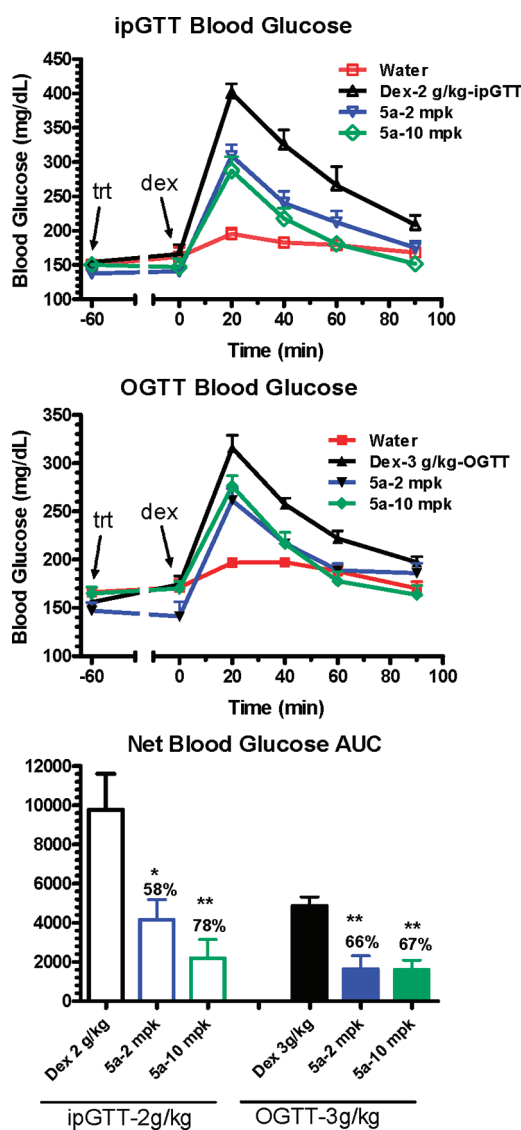 ipGTT Blood Glucose
Blood Glucose (mg/dL)
450
400
350
300
250
200
150
100
Water
Dex-2 g/kg-ipGTT
5a-2 mpk
5a-10 mpk
trt
dex
-60
0
20
40
60
80
100
Time (min)
OGTT Blood Glucose
Blood Glucose (mg/dL)
350
300
250
200
150
100
Water
Dex-3 g/kg-OGTT
5a-2 mpk
5a-10 mpk
trt
dex
-60
0
20
40
60
80
100
Time (min)
Net Blood Glucose AUC
12000
10000
8000
6000
4000
2000
0
*
58%
**
78%
**
66%
**
67%
Dex 2 g/kg
5a-2 mpk
5a-10 mpk
Dex 3g/kg
5a-2 mpk
5a-10 mpk
ipGTT-2g/kg
OGTT-3g/kg